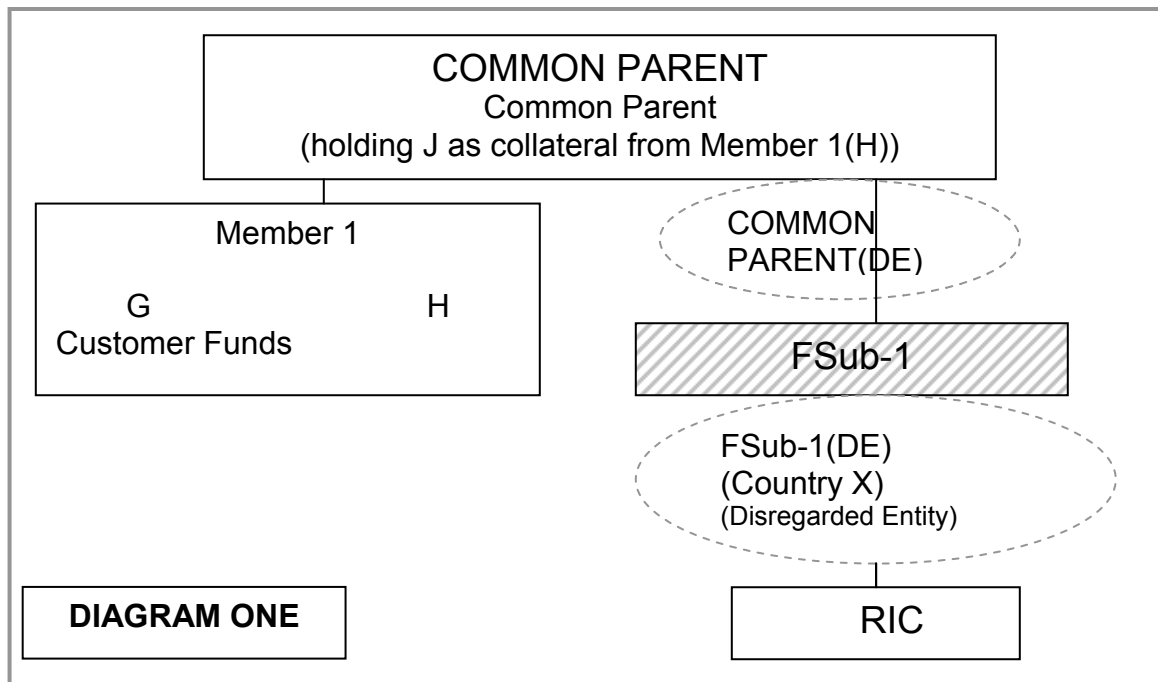 COMMON PARENT
Common Parent
(holding J as collateral from Member 1(H))
Member 1
G H
Customer Funds
COMMON
PARENT(DE)
FSub-1
FSub-1(DE)
(Country X)
(Disregarded Entity)
DIAGRAM ONE
RIC